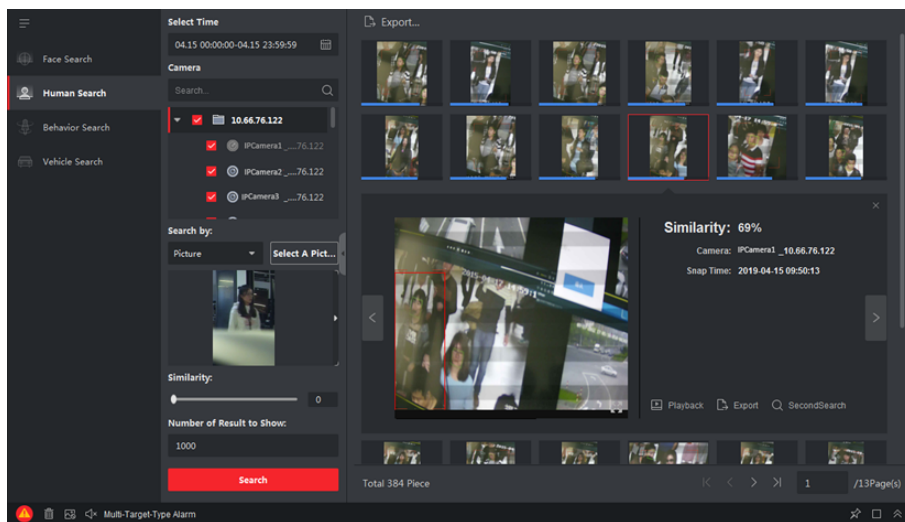 Face Search
Human Search
Behavior Search
Vehicle Search
Select Time
04.15 00:00:00-04.15 23:59:59
Camera
Search...
10.66.76.122
IPCamera1 _....76.122
IPCamera2 _....76.122
IPCamera3 _....76.122
Search by:
Picture
Select A Pict...
Similarity:
0
Number of Result to Show:
1000
Search
Export...
Similarity: 69%
Camera: IPCamera1 _10.66.76.122
Snap Time: 2019-04-15 09:50:13
Playback Export SecondSearch
Total 384 Piece
1 /13Page(s)
Multi-Target-Type Alarm